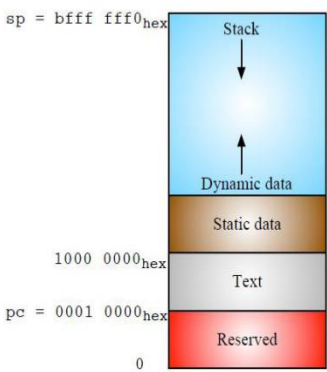 sp = bfff fff0hex
Stack
Dynamic data
Static data
1000 0000hex
Text
pc = 0001 0000hex
Reserved
0